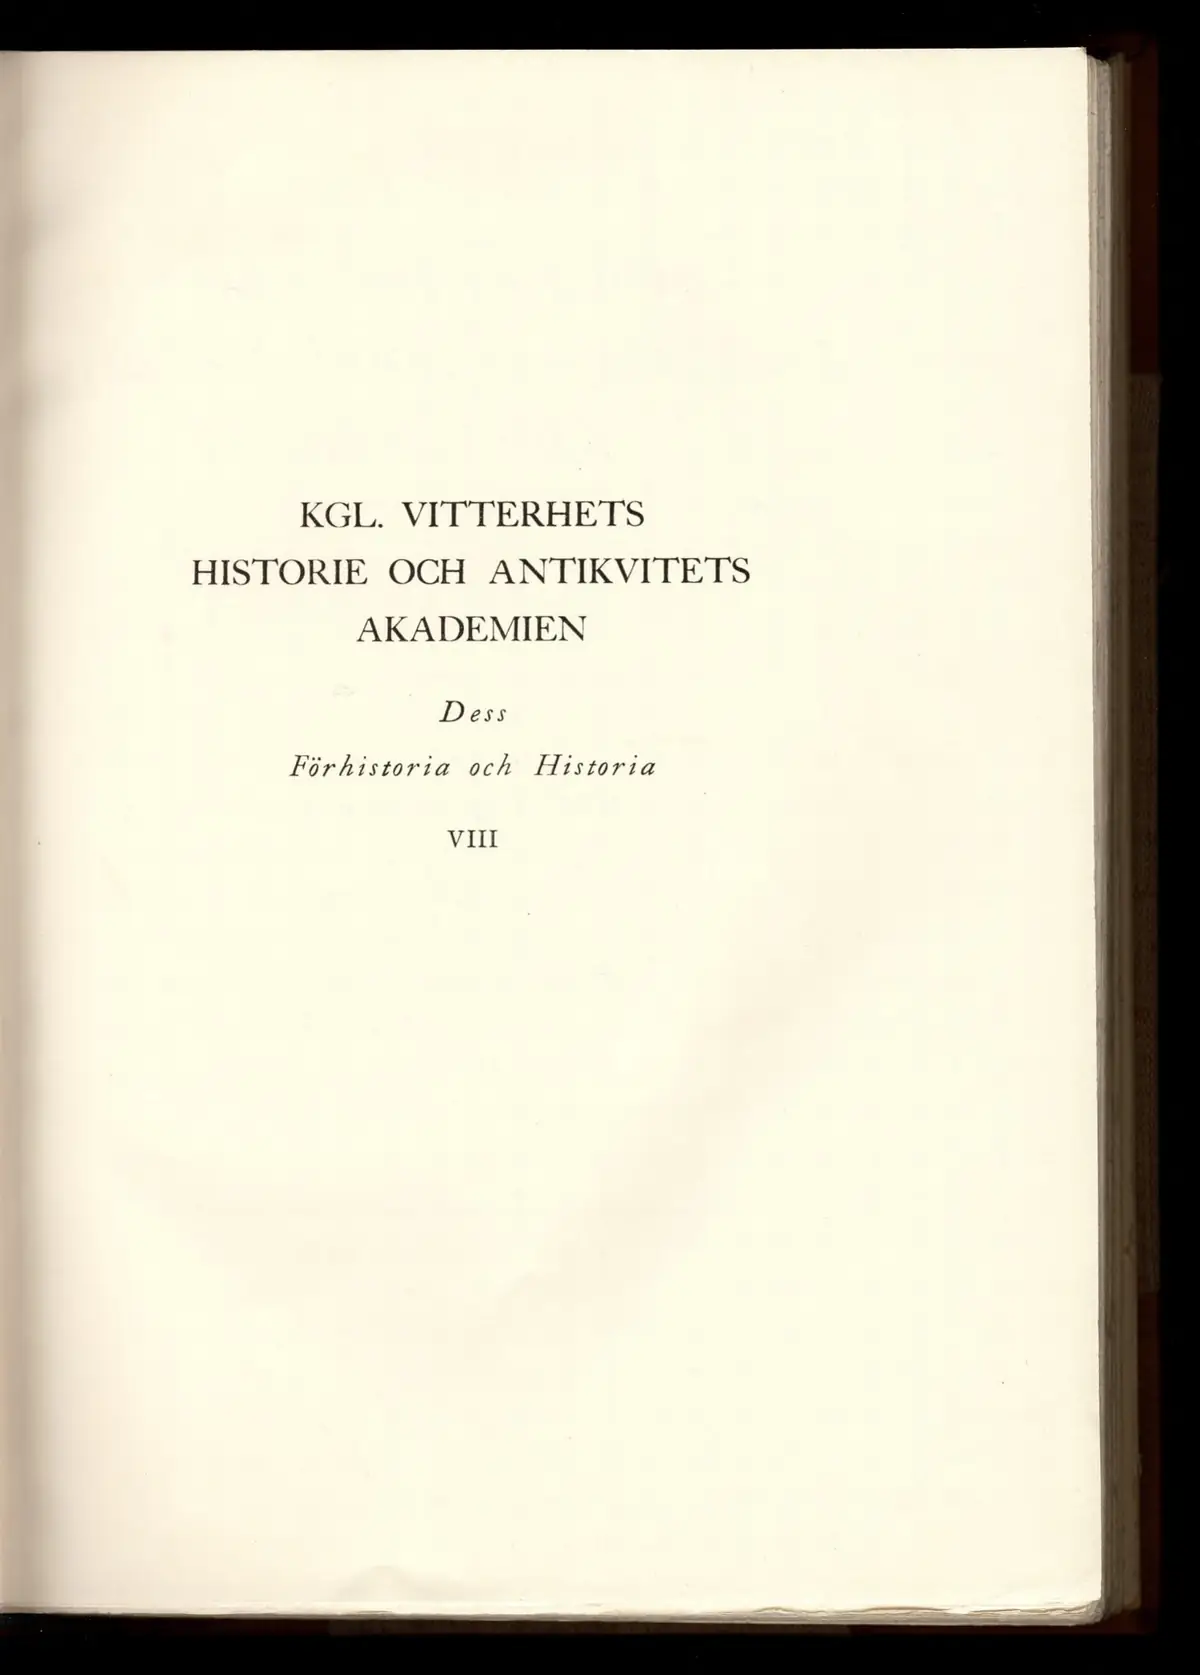 KGL. VITTERHETS
HISTORIE OCH ANTIKVITETS
AKADEMIEN
Dess
Förhistoria och Historia
VIII